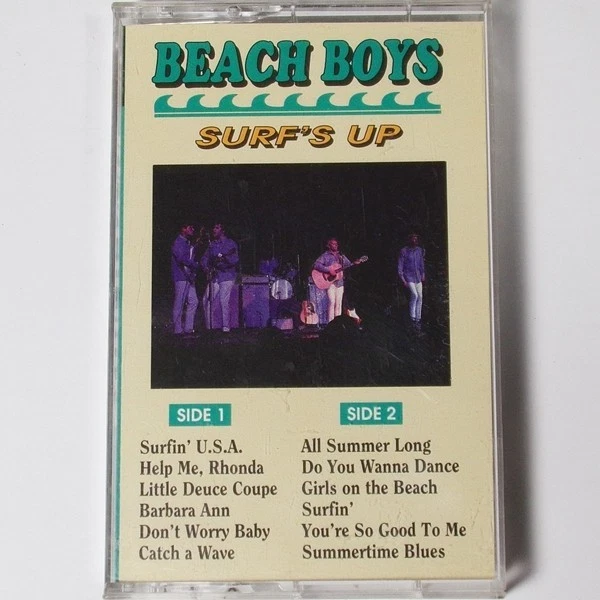 BEACH BOYS
SURF'S UP
SIDE 1
Surfin' U.S.A.
Help Me, Rhonda
Little Deuce Coupe
Barbara Ann
Don't Worry Baby
Catch a Wave
SIDE 2
All Summer Long
Do You Wanna Dance
Girls on the Beach
Surfin'
You're So Good To Me
Summertime Blues